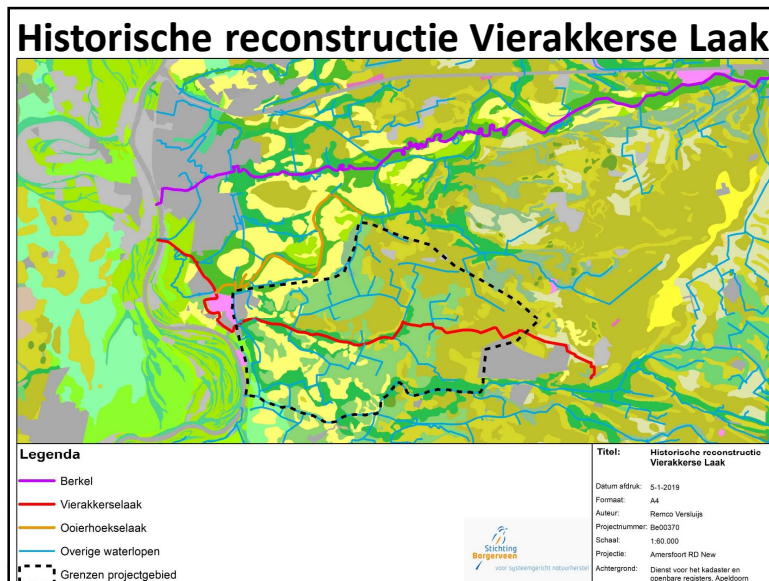 Historische reconstructie Vierakkerse Laak
Legenda
Berkel
Vierakkerselaak
Ooierhoekselaak
Overige waterlopen
Grenzen projectgebied
Stichting
Bargerveen
voor systeemgericht natuurherstel
Titel: Historische reconstructie
Vierakkerse Laak
Datum afdruk: 5-1-2019
Formaat: A4
Auteur: Remco Versluijs
Projectnummer: Be00370
Schaal: 1:60.000
Projectie: Amersfoort RD New
Achtergrond: Dienst voor het kadaster en
openbare registers, Apeldoorn